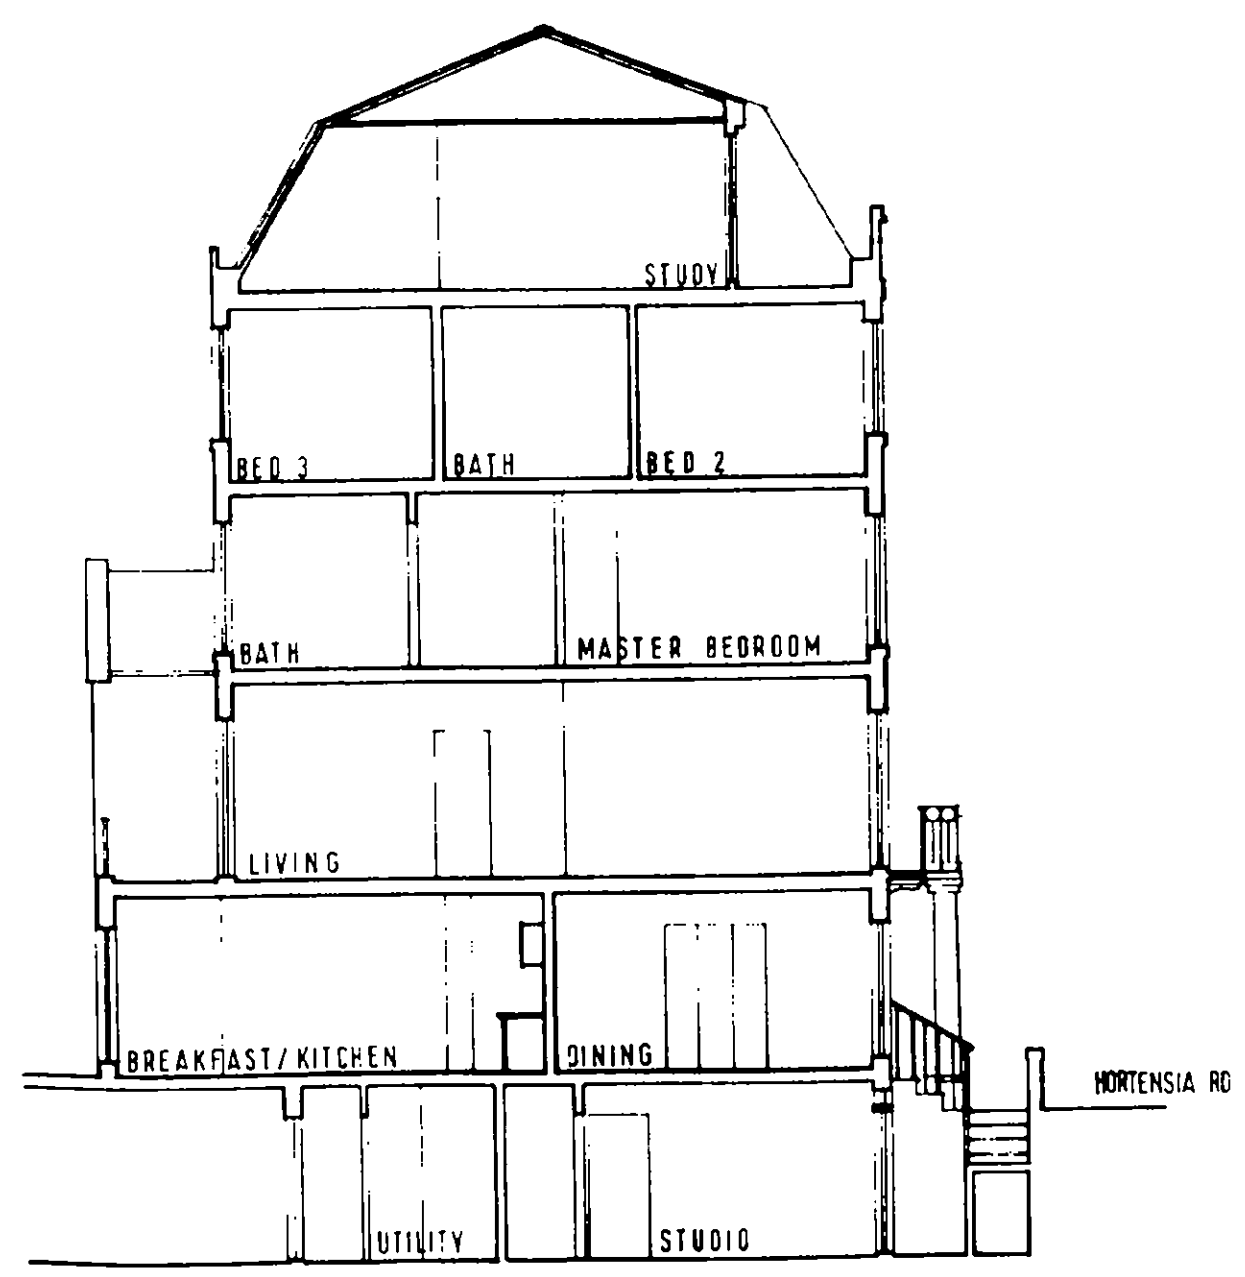 STUDY
BED 3
BATH
BED 2
BATH
MASTER BEDROOM
LIVING
BREAKFAST/KITCHEN
DINING
HORTENSIA RD
UTILITY
STUDIO